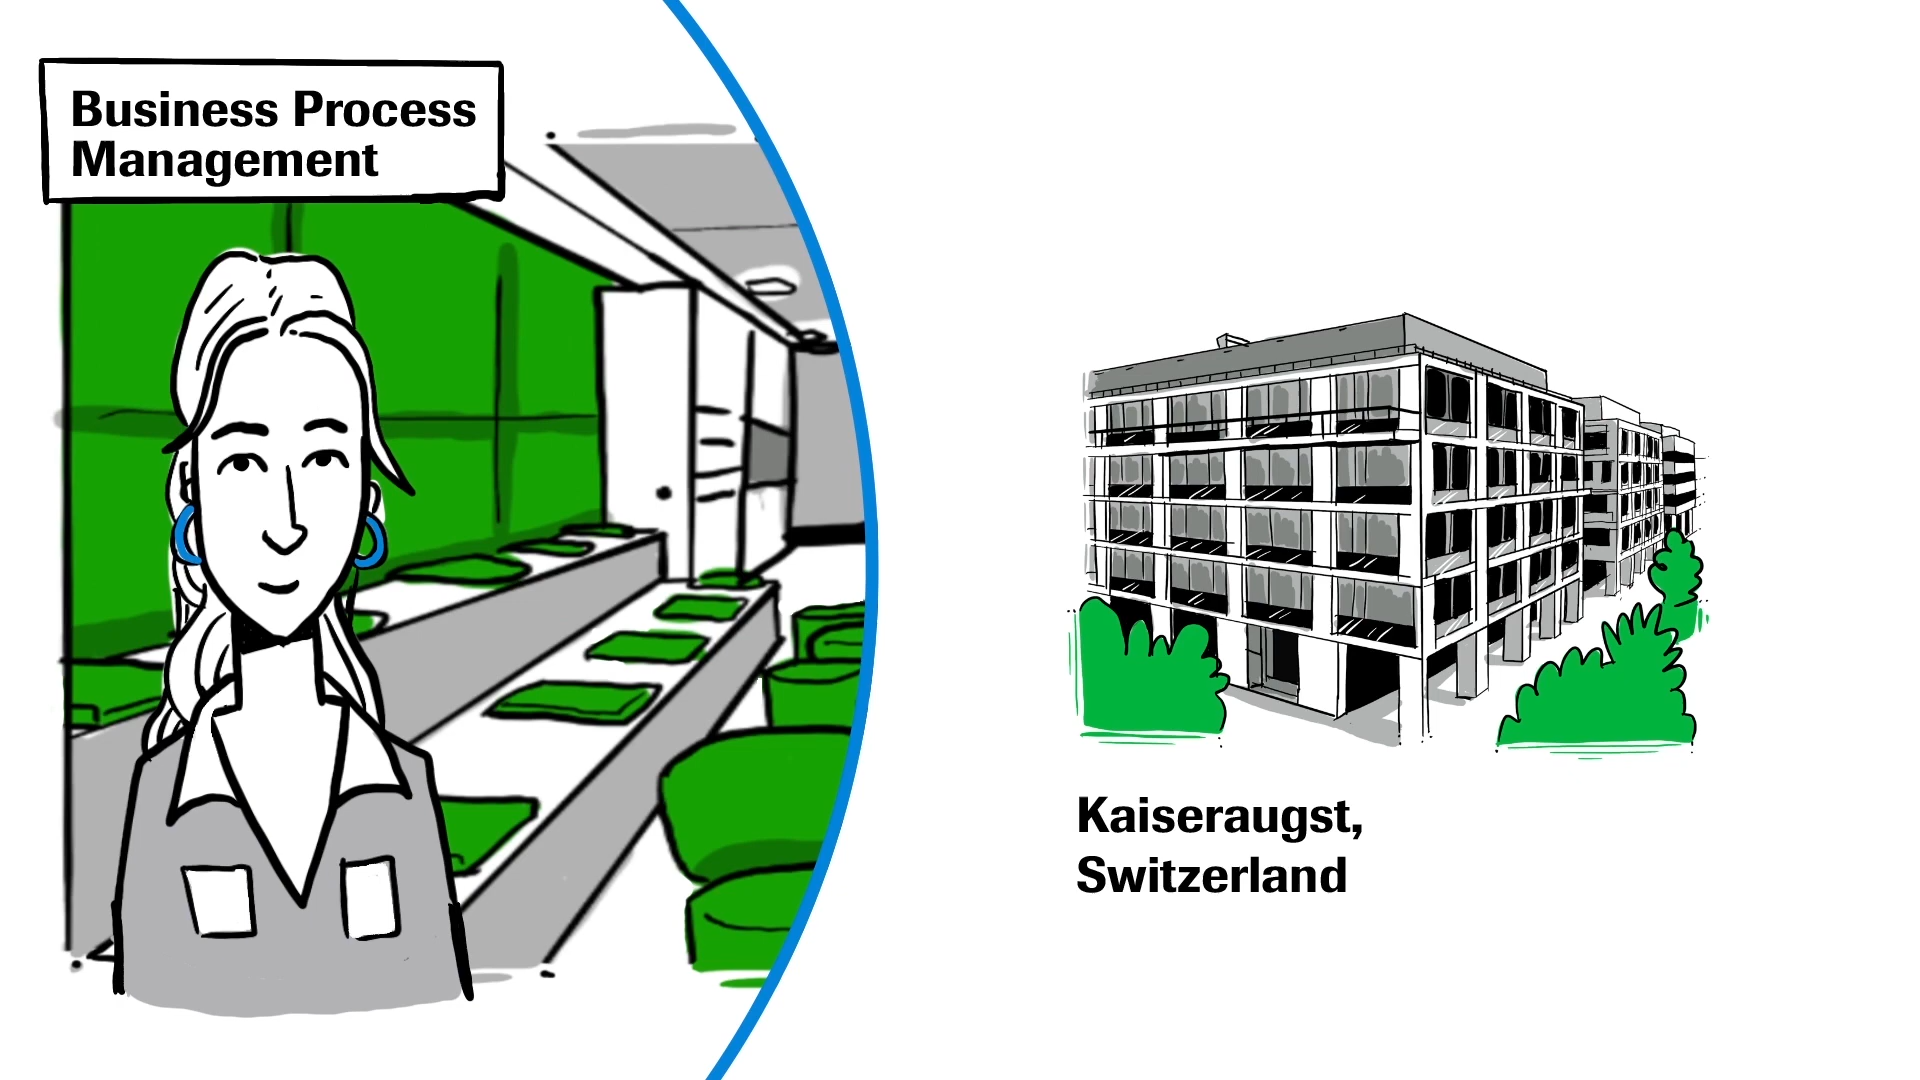 Business Process
Management
Kaiseraugst,
Switzerland